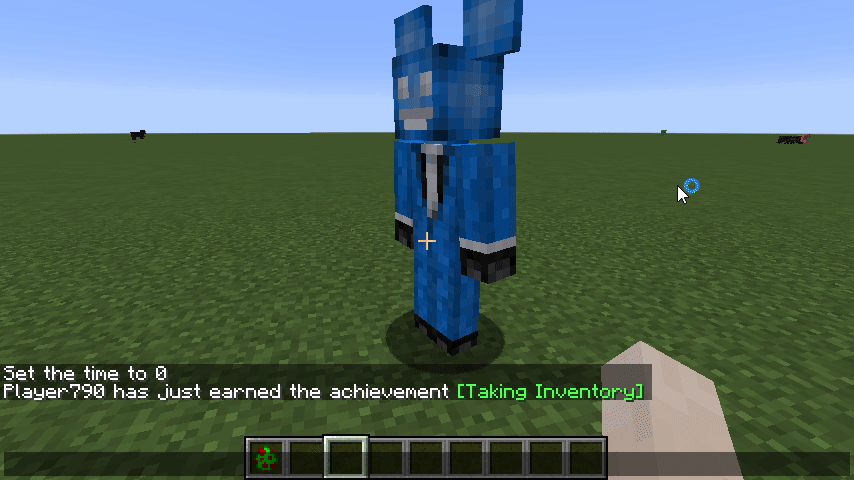 Set the time to 0
Player790 has just earned the achievement [Taking Inventory]